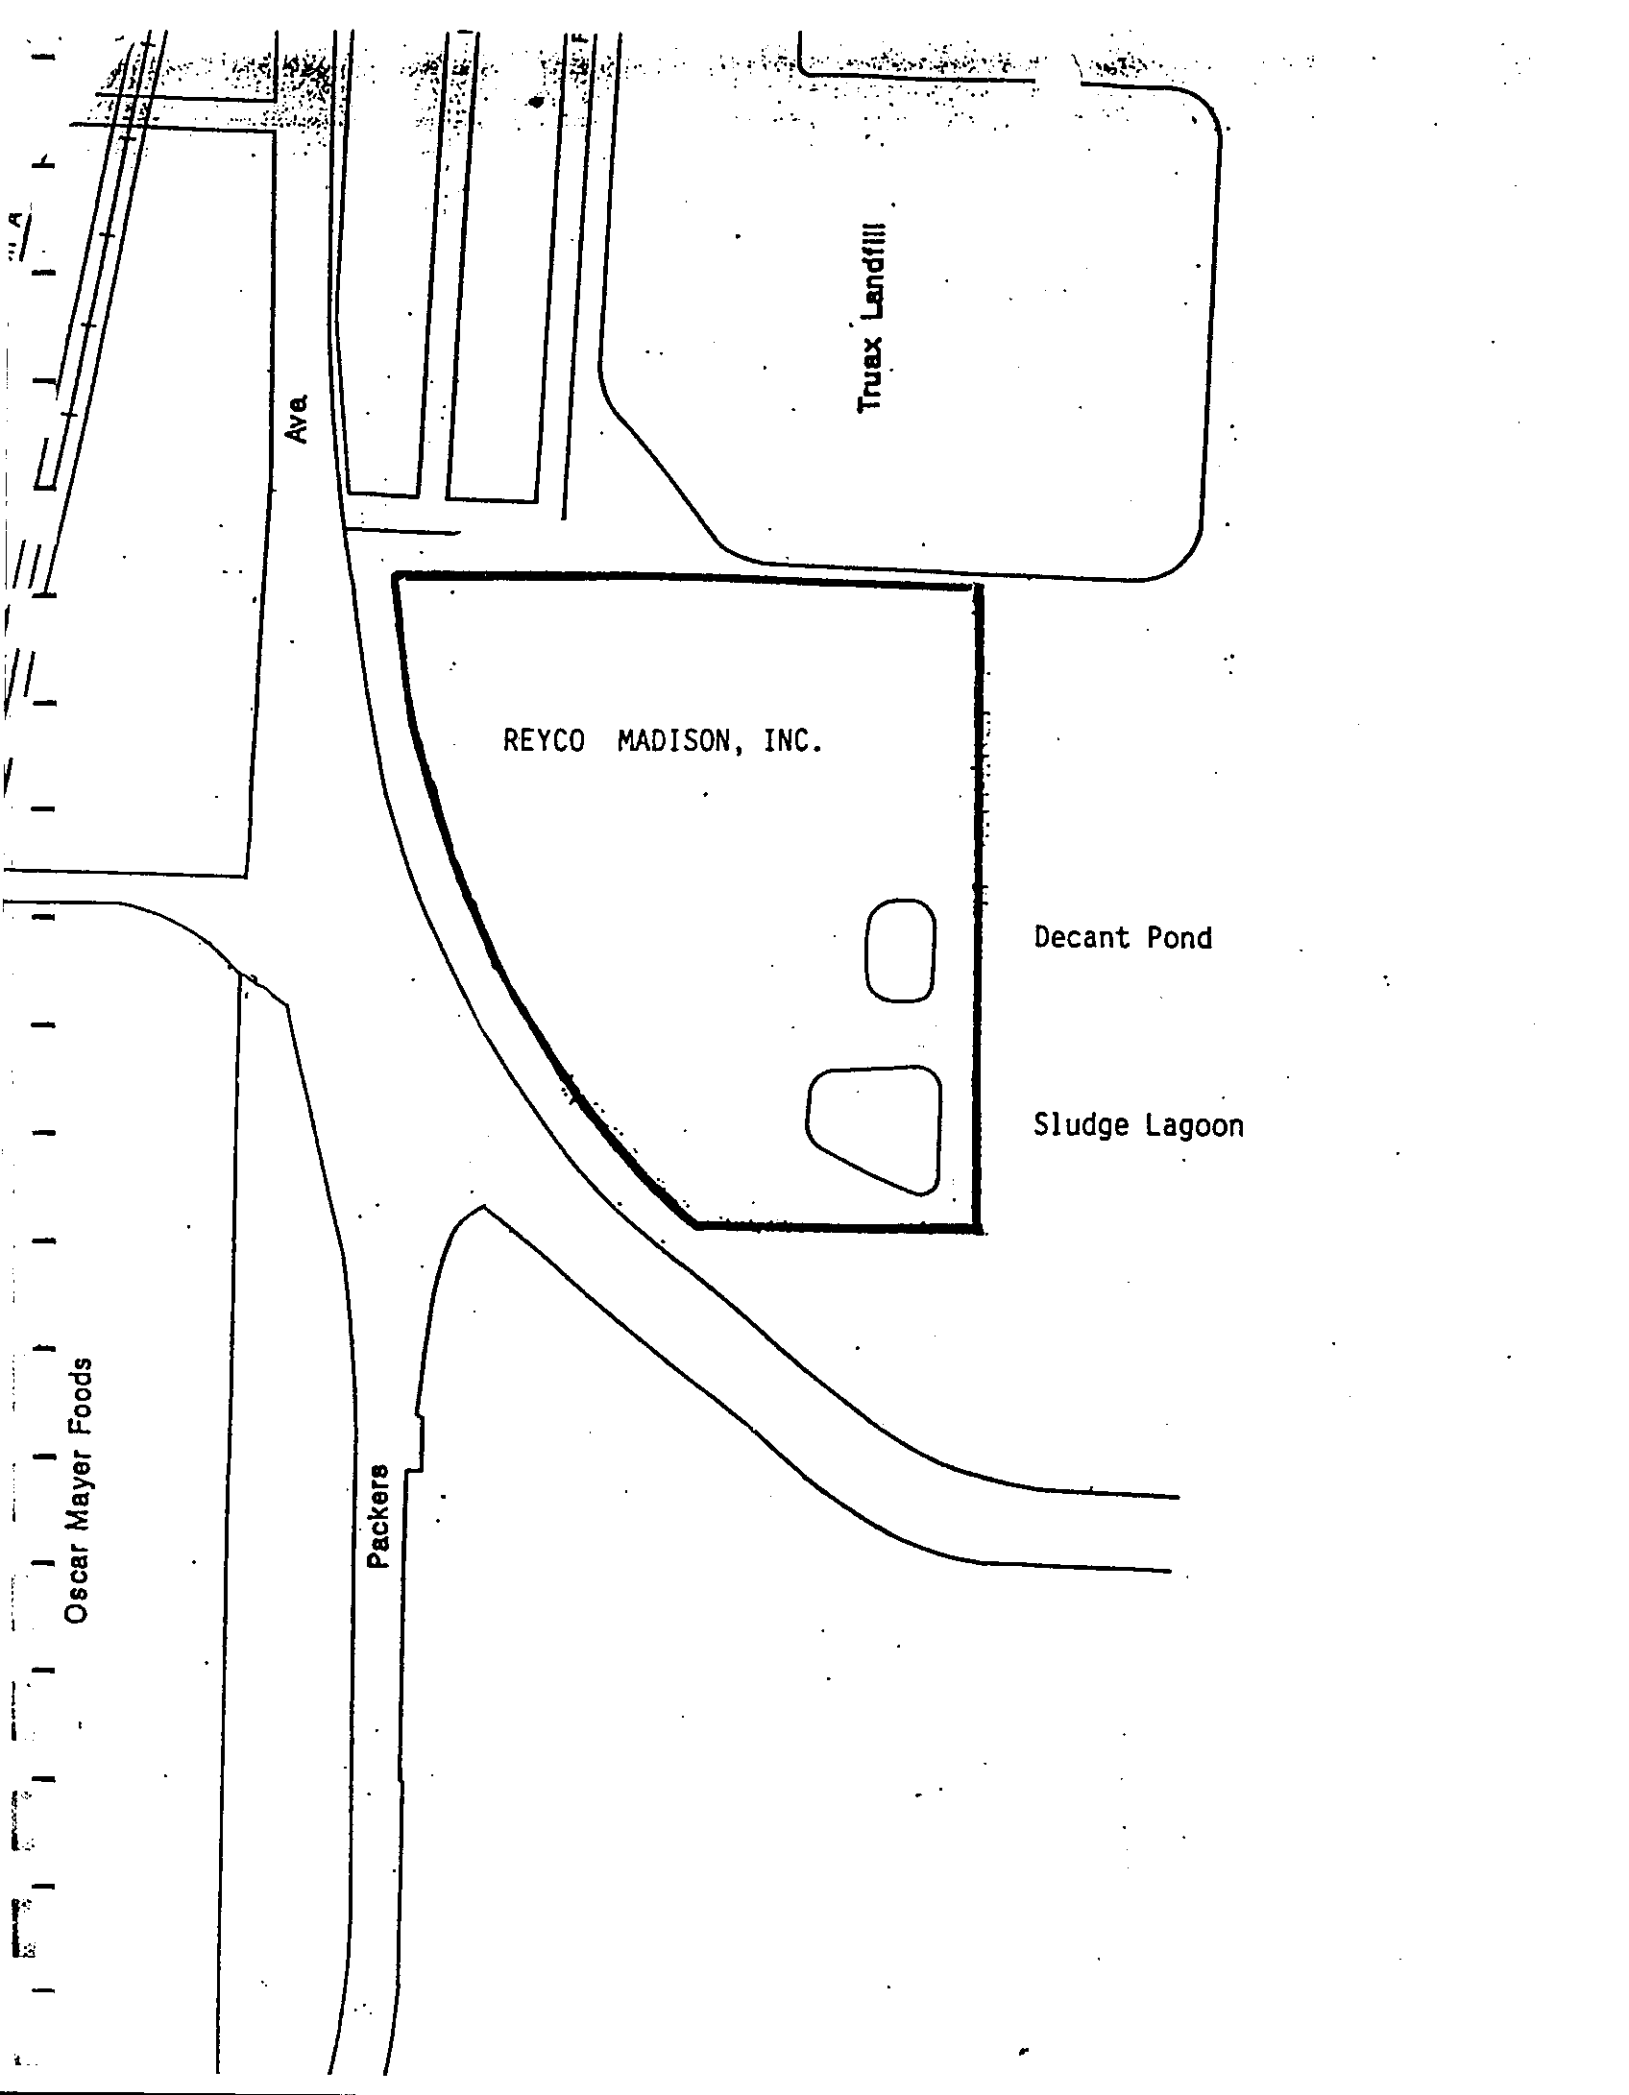 Truax Landfill
Ave
REYCO MADISON, INC.
Decant Pond
Sludge Lagoon
Oscar Mayer Foods
Packers